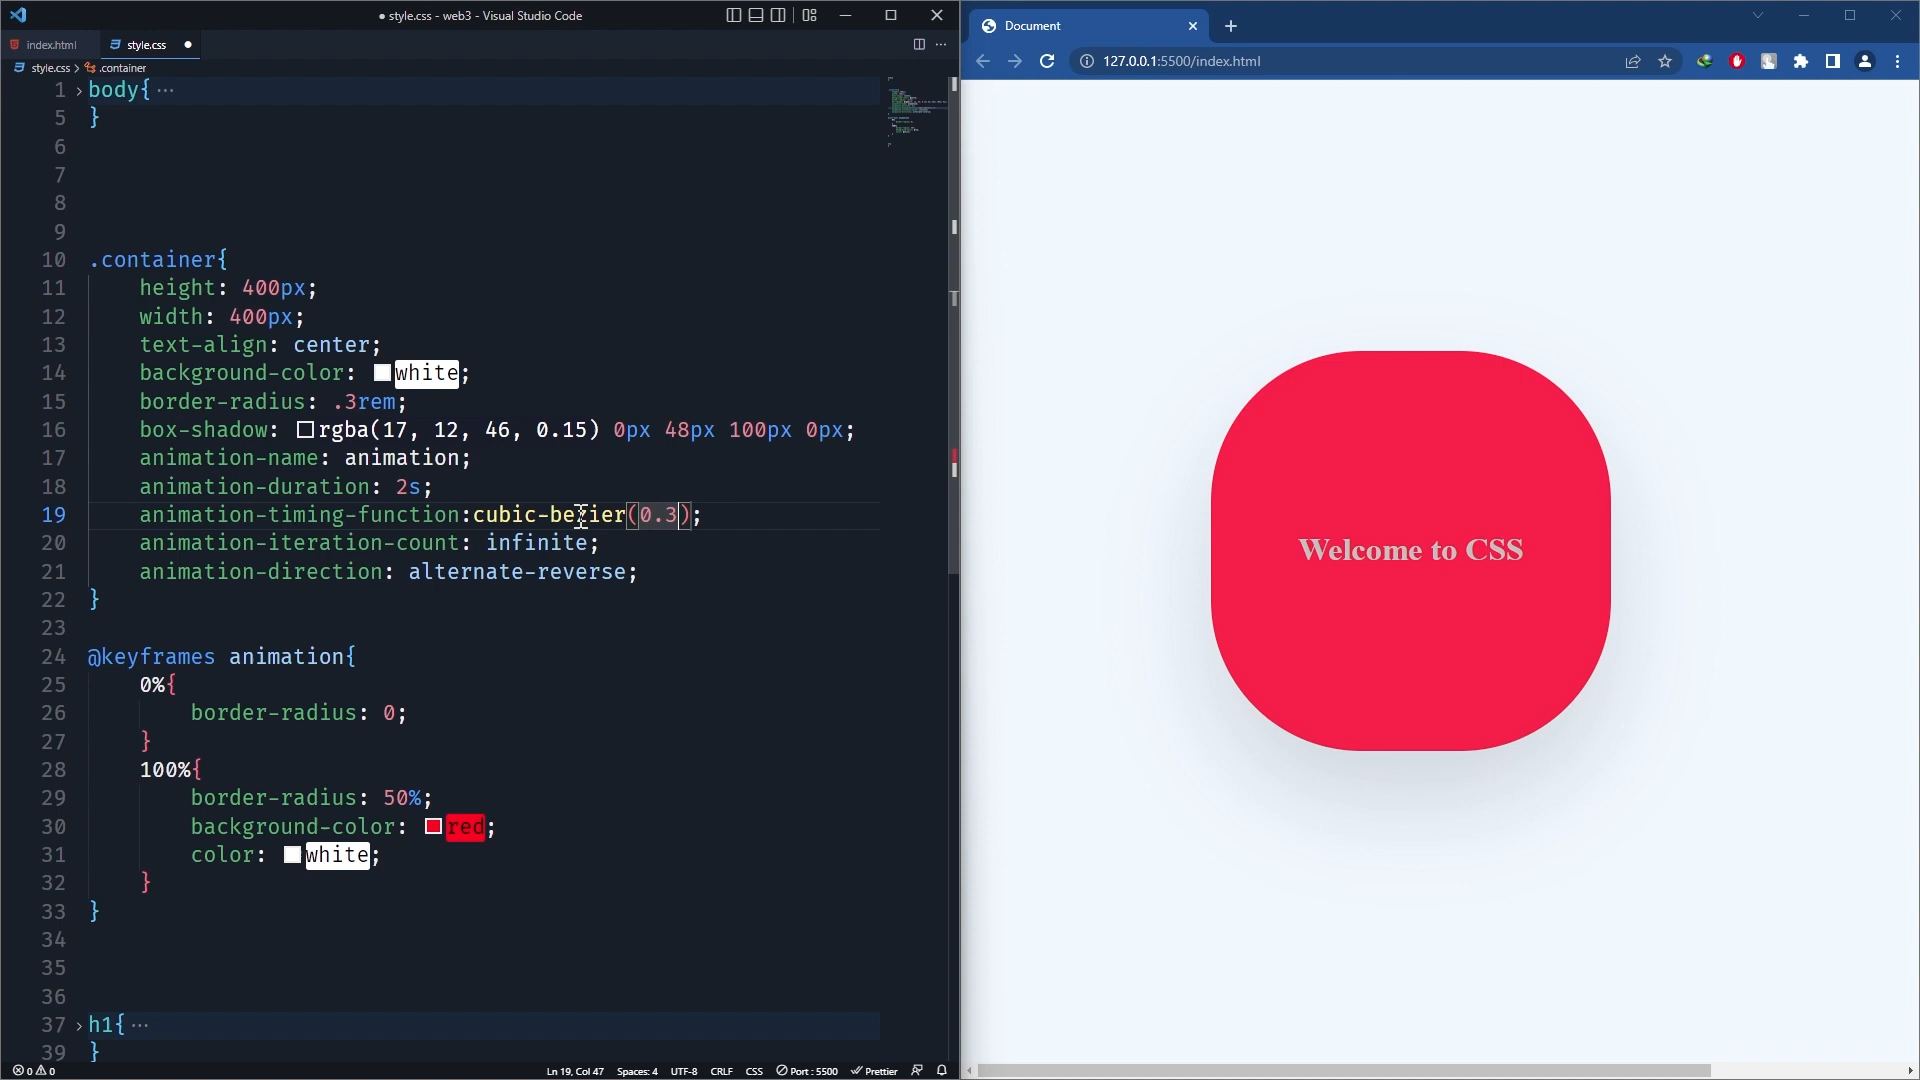 ● style.css - web3 - Visual Studio Code
index.html
style.css ●
style.css > .container
1 body{ ···
5 }
6
7
8
9
10 .container{
11 height: 400px;
12 width: 400px;
13 text-align: center;
14 background-color: white;
15 border-radius: .3rem;
16 box-shadow: rgba(17, 12, 46, 0.15) 0px 48px 100px 0px;
17 animation-name: animation;
18 animation-duration: 2s;
19 animation-timing-function:cubic-bezier(0.3);
20 animation-iteration-count: infinite;
21 animation-direction: alternate-reverse;
22 }
23
24 @keyframes animation{
25 0%{
26 border-radius: 0;
27 }
28 100%{
29 border-radius: 50%;
30 background-color: red;
31 color: white;
32 }
33 }
34
35
36
37 h1{ ···
39 }
0 0
Ln 19, Col 47
Spaces: 4
UTF-8
CRLF
CSS
Port : 5500
Prettier
Document
127.0.0.1:5500/index.html
Welcome to CSS